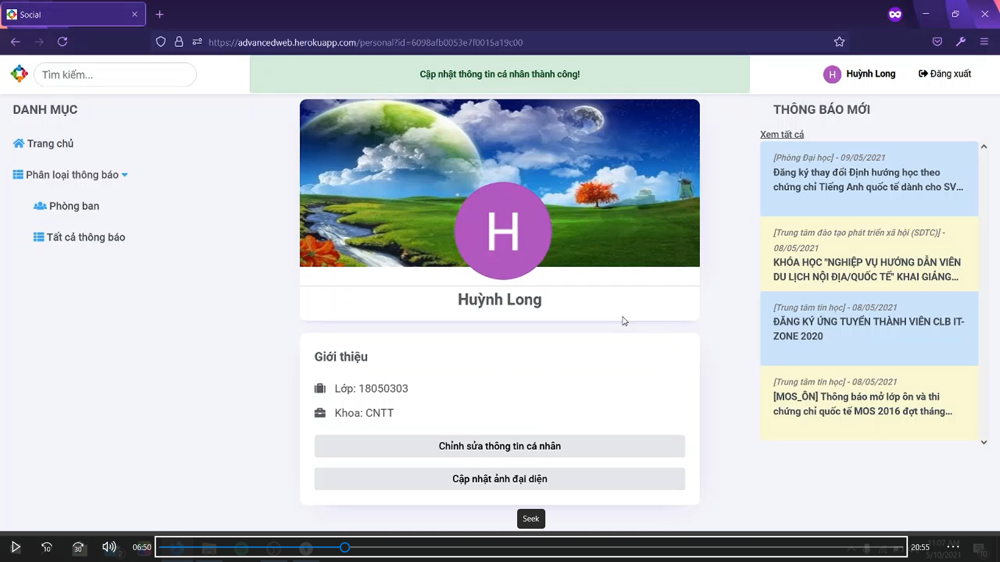 Social
https://advancedweb.herokuapp.com/personal?id=6098afb0053e7f0015a19c00
Tìm kiếm...
Cập nhật thông tin cá nhân thành công!
H
Huỳnh Long
Đăng xuất
DANH MỤC
Trang chủ
Phân loại thông báo
Phòng ban
Tất cả thông báo
H
Huỳnh Long
Giới thiệu
Lớp: 18050303
Khoa: CNTT
Chỉnh sửa thông tin cá nhân
Cập nhật ảnh đại diện
THÔNG BÁO MỚI
Xem tất cả
[Phòng Đại học] - 09/05/2021
Đăng ký thay đổi Định hướng học theo
chứng chỉ Tiếng Anh quốc tế dành cho SV...
[Trung tâm đào tạo phát triển xã hội (SDTC)] -
08/05/2021
KHÓA HỌC "NGHIỆP VỤ HƯỚNG DẪN VIÊN
DU LỊCH NỘI ĐỊA/QUỐC TẾ" KHAI GIẢNG...
[Trung tâm tin học] - 08/05/2021
ĐĂNG KÝ ỨNG TUYỂN THÀNH VIÊN CLB IT-
ZONE 2020
[Trung tâm tin học] - 08/05/2021
[MOS_ÔN] Thông báo mở lớp ôn và thi
chứng chỉ quốc tế MOS 2016 đợt tháng...
Seek
10
30
06:50
20:55
11:07 AM
5/10/2021
10